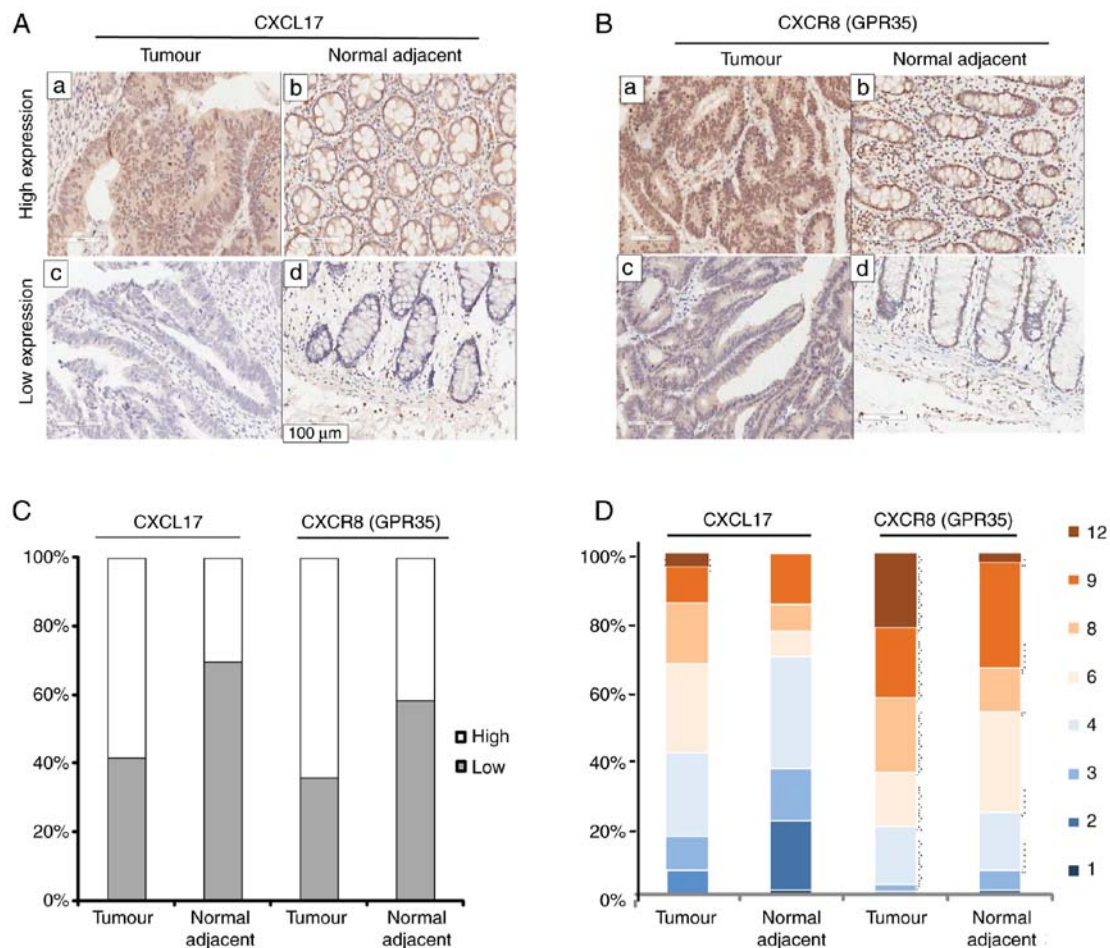 A
CXCL17
Tumour
Normal adjacent
High expression
Low expression
a
b
c
d
100 μm
B
CXCR8 (GPR35)
Tumour
Normal adjacent
a
b
c
d
C
CXCL17
CXCR8 (GPR35)
100%
80%
60%
40%
20%
0%
Tumour
Normal
adjacent
Tumour
Normal
adjacent
High
Low
D
CXCL17
CXCR8 (GPR35)
100%
80%
60%
40%
20%
0%
Tumour
Normal
adjacent
Tumour
Normal
adjacent
12
9
8
6
4
3
2
1